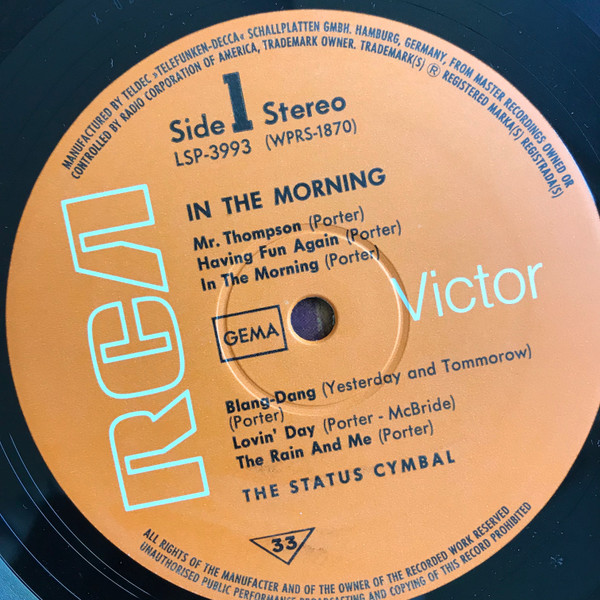 MANUFACTURED BY TELDEC »TELEFUNKEN-DECCA« SCHALLPLATTEN GMBH. HAMBURG, GERMANY, FROM MASTER RECORDINGS OWNED OR
CONTROLLED BY RADIO CORPORATION OF AMERICA, TRADEMARK OWNER. TRADEMARK(S) ® REGISTERED MARKA(S) REGISTRADA(S)
Side 1 Stereo
LSP-3993 (WPRS-1870)
IN THE MORNING
Mr. Thompson (Porter)
Having Fun Again (Porter)
In The Morning (Porter)
RCA Victor
GEMA
Blang-Dang (Yesterday and Tommorow)
(Porter)
Lovin' Day (Porter - McBride)
The Rain And Me (Porter)
THE STATUS CYMBAL
33
ALL RIGHTS OF THE MANUFACTER AND OF THE OWNER OF THE RECORDED WORK RESERVED
UNAUTHORISED PUBLIC PERFORMANCE BROADCASTING AND COPYING OF THIS RECORD PROHIBITED